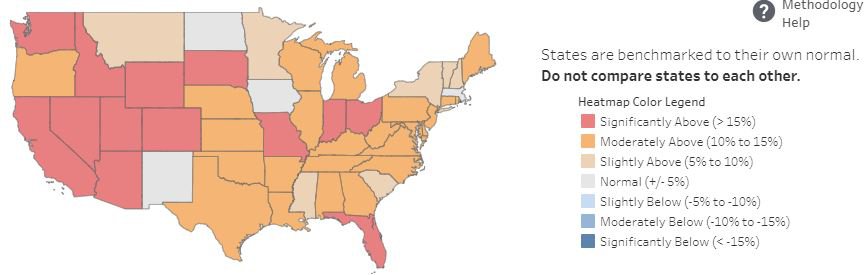 Methodology
?
Help
States are benchmarked to their own normal.
Do not compare states to each other.
Heatmap Color Legend
Significantly Above (> 15%)
Moderately Above (10% to 15%)
Slightly Above (5% to 10%)
Normal (+/- 5%)
Slightly Below (-5% to -10%)
Moderately Below (-10% to -15%)
Significantly Below (< -15%)